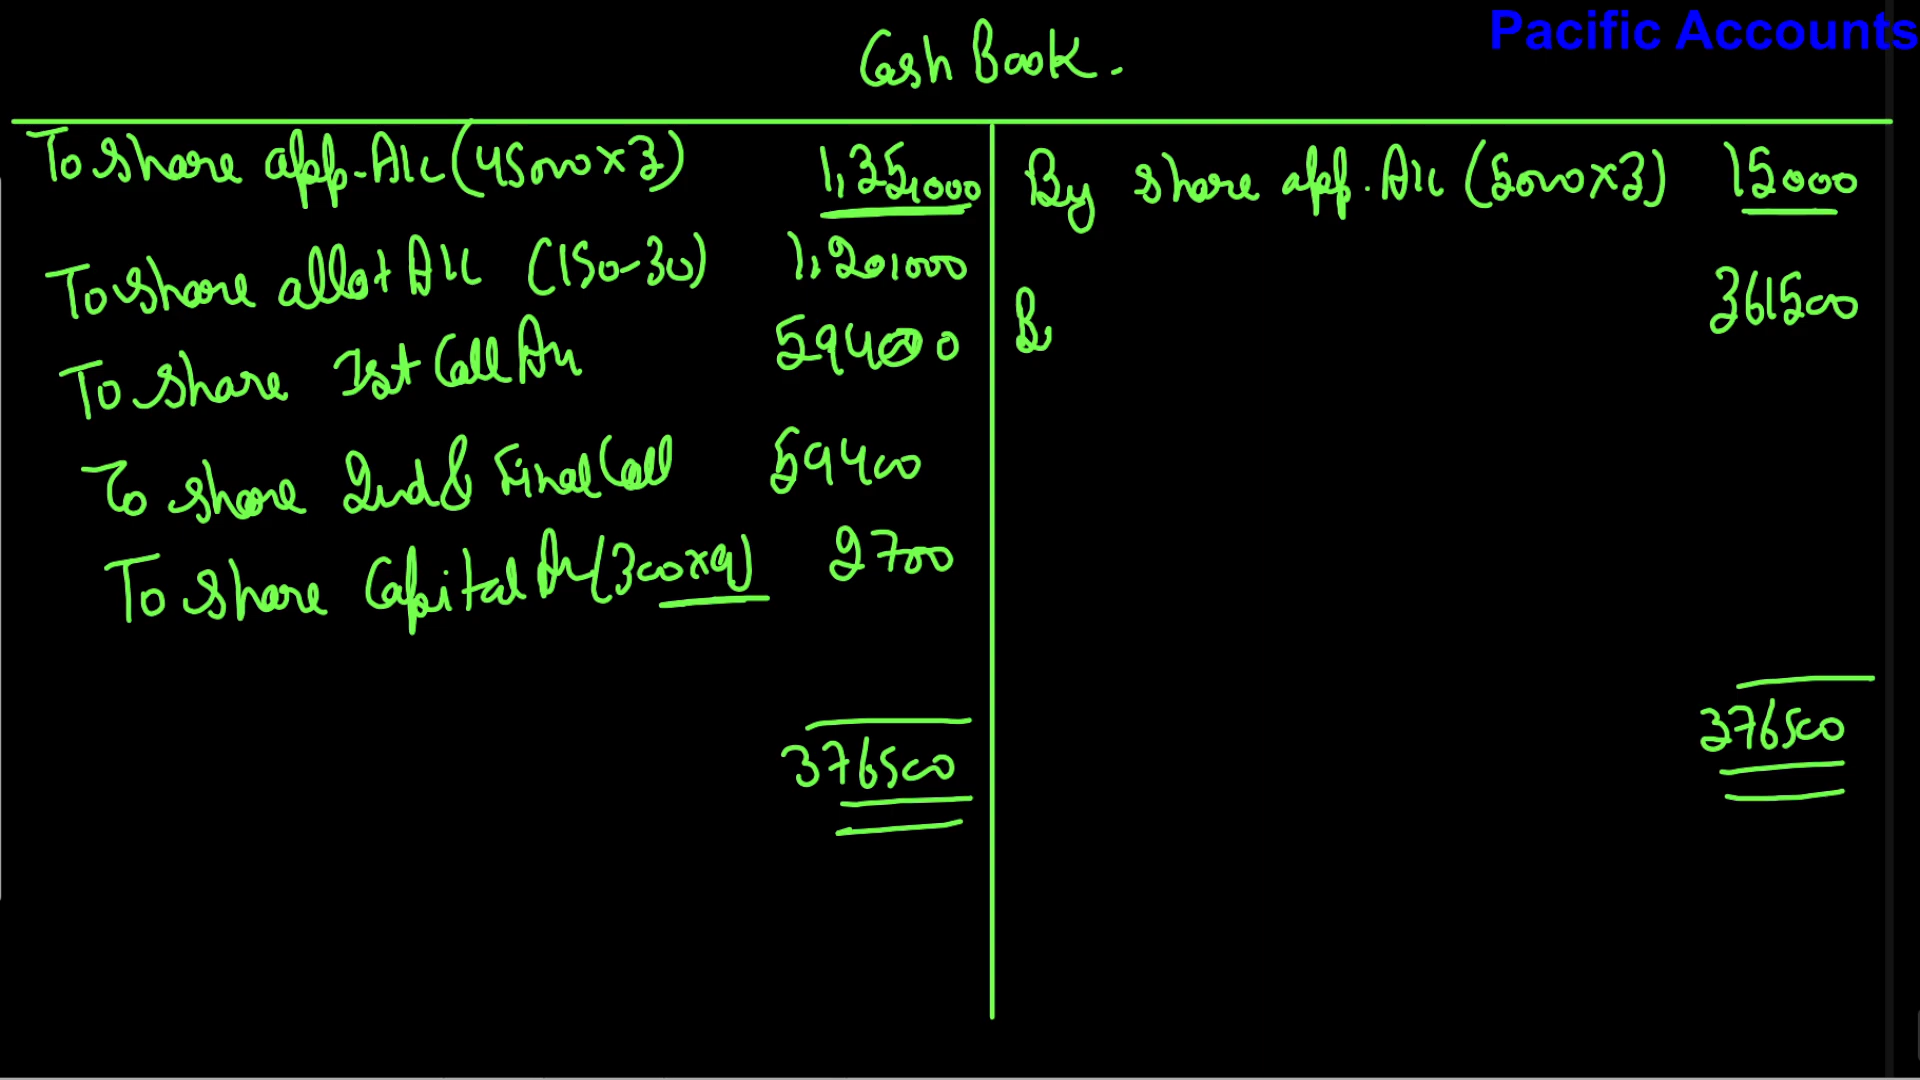 Pacific Accounts
Cash Book.
To Share app. A/c (45000×3) 1,35,000
To Share allot A/c (150-30) 1,20,000
To Share Ist Call A/c 59400
To Share 2nd & Final Call 59400
To Share Capital A/c (300×9) 2700
376500
By Share app. A/c (5000×3) 15000
By 361500
376500